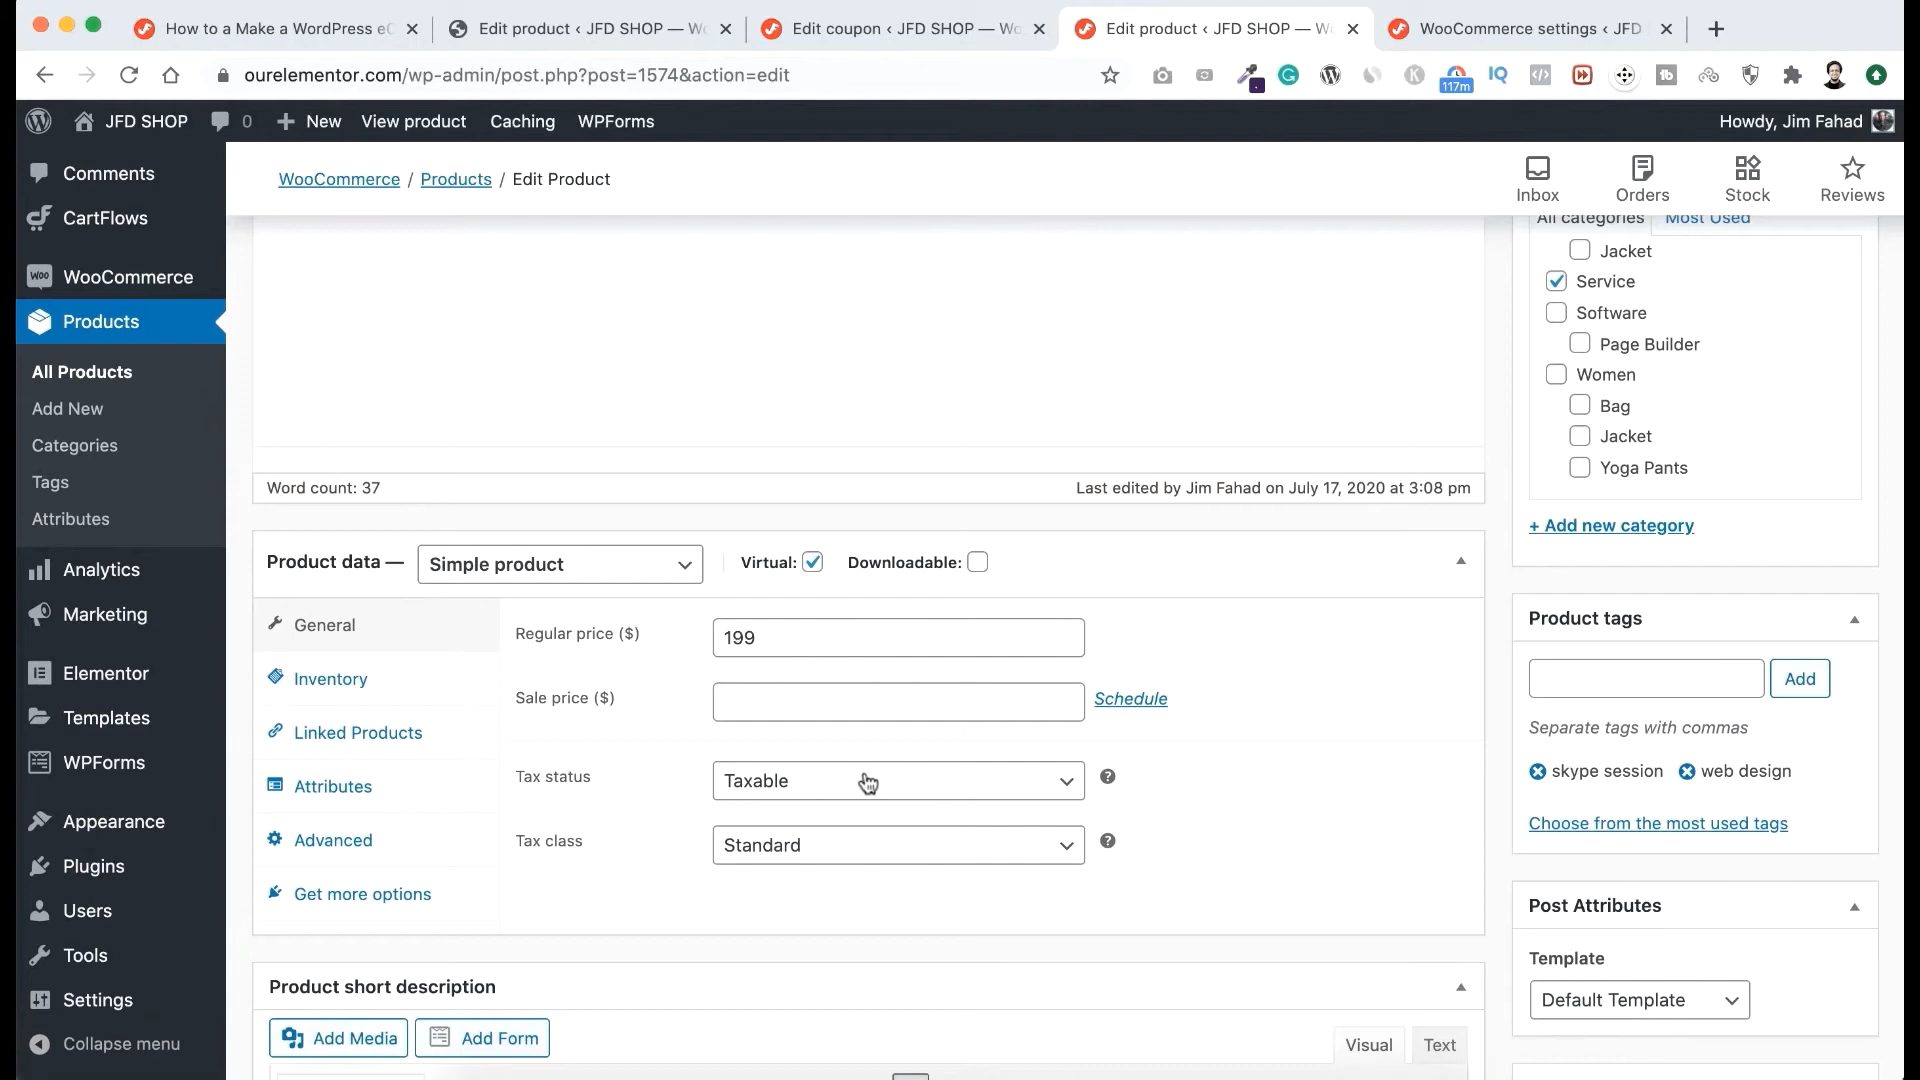 How to a Make a WordPress eC
Edit product ‹ JFD SHOP — Wo
Edit coupon ‹ JFD SHOP — Wo
Edit product ‹ JFD SHOP — W
WooCommerce settings ‹ JFD
ourelementor.com/wp-admin/post.php?post=1574&action=edit
117m
IQ
JFD SHOP
0
New
View product
Caching
WPForms
Howdy, Jim Fahad
Comments
CartFlows
WooCommerce
Products
All Products
Add New
Categories
Tags
Attributes
Analytics
Marketing
Elementor
Templates
WPForms
Appearance
Plugins
Users
Tools
Settings
Collapse menu
WooCommerce / Products / Edit Product
Inbox
Orders
Stock
Reviews
Word count: 37
Last edited by Jim Fahad on July 17, 2020 at 3:08 pm
Product data —
Simple product
Virtual:
Downloadable:
General
Inventory
Linked Products
Attributes
Advanced
Get more options
Regular price ($)
199
Sale price ($)
Schedule
Tax status
Taxable
Tax class
Standard
Product short description
Add Media
Add Form
Visual
Text
All categories
Most Used
Jacket
Service
Software
Page Builder
Women
Bag
Jacket
Yoga Pants
+ Add new category
Product tags
Add
Separate tags with commas
skype session
web design
Choose from the most used tags
Post Attributes
Template
Default Template